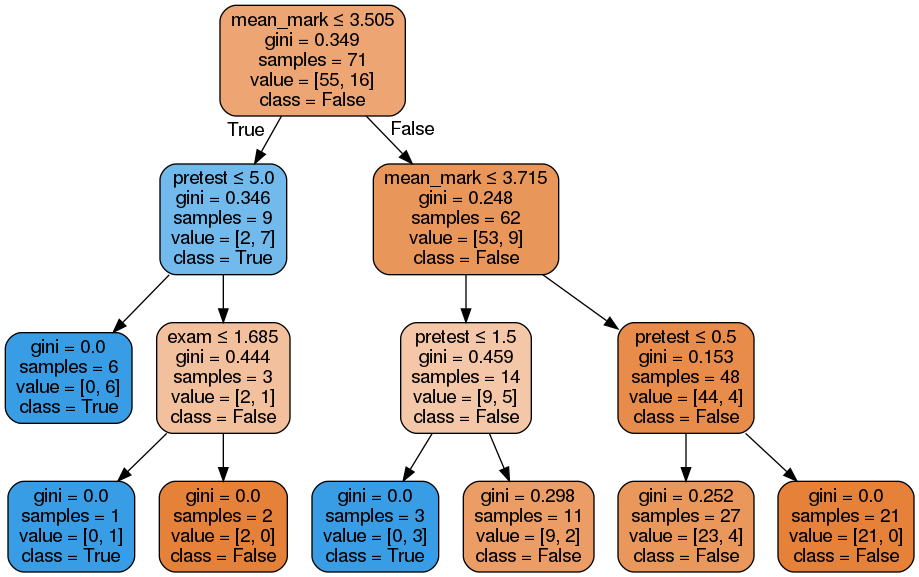 mean_mark ≤ 3.505
gini = 0.349
samples = 71
value = [55, 16]
class = False
True
False
pretest ≤ 5.0
gini = 0.346
samples = 9
value = [2, 7]
class = True
mean_mark ≤ 3.715
gini = 0.248
samples = 62
value = [53, 9]
class = False
gini = 0.0
samples = 6
value = [0, 6]
class = True
exam ≤ 1.685
gini = 0.444
samples = 3
value = [2, 1]
class = False
pretest ≤ 1.5
gini = 0.459
samples = 14
value = [9, 5]
class = False
pretest ≤ 0.5
gini = 0.153
samples = 48
value = [44, 4]
class = False
gini = 0.0
samples = 1
value = [0, 1]
class = True
gini = 0.0
samples = 2
value = [2, 0]
class = False
gini = 0.0
samples = 3
value = [0, 3]
class = True
gini = 0.298
samples = 11
value = [9, 2]
class = False
gini = 0.252
samples = 27
value = [23, 4]
class = False
gini = 0.0
samples = 21
value = [21, 0]
class = False